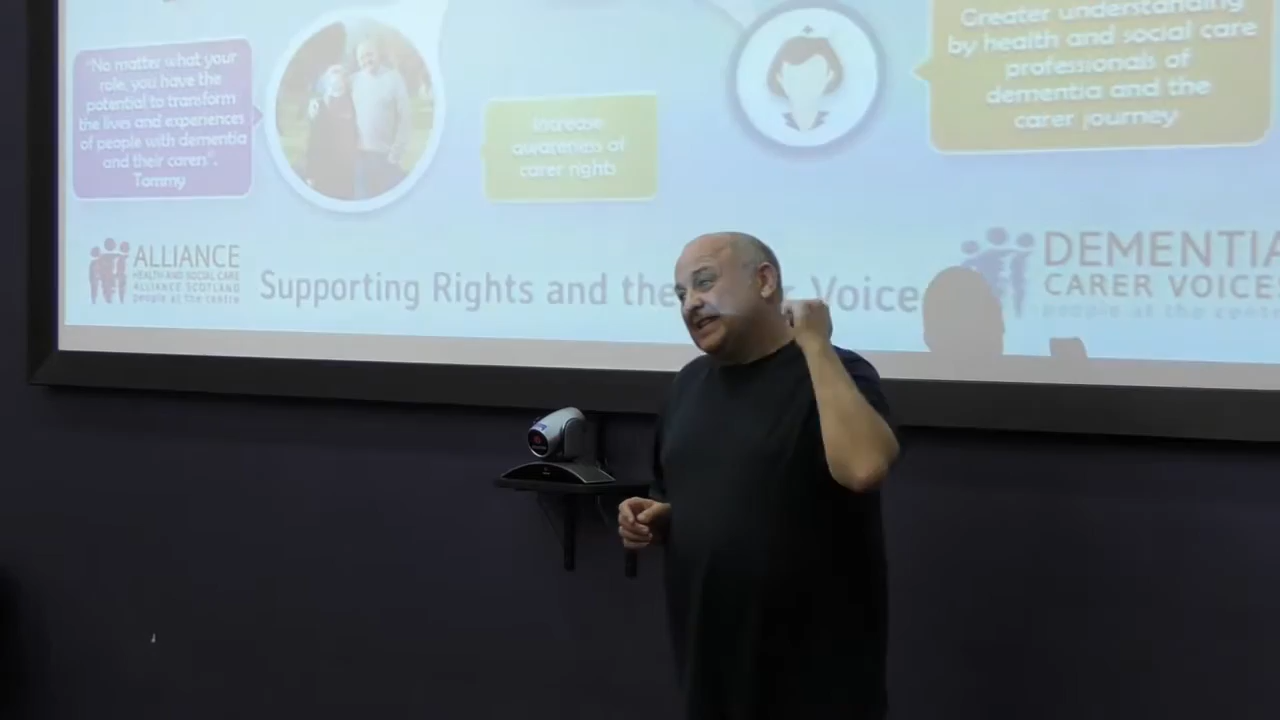 "No matter what your
role, you have the
potential to transform
the lives and experiences
of people with dementia
and their carers".
Tommy
Increase
awareness of
carer rights
Greater understanding
by health and social care
professionals of
dementia and the
carer journey
ALLIANCE
HEALTH AND SOCIAL CARE
ALLIANCE SCOTLAND
people at the centre
Supporting Rights and the Voice
DEMENTIA
CARER VOICES
people at the centre